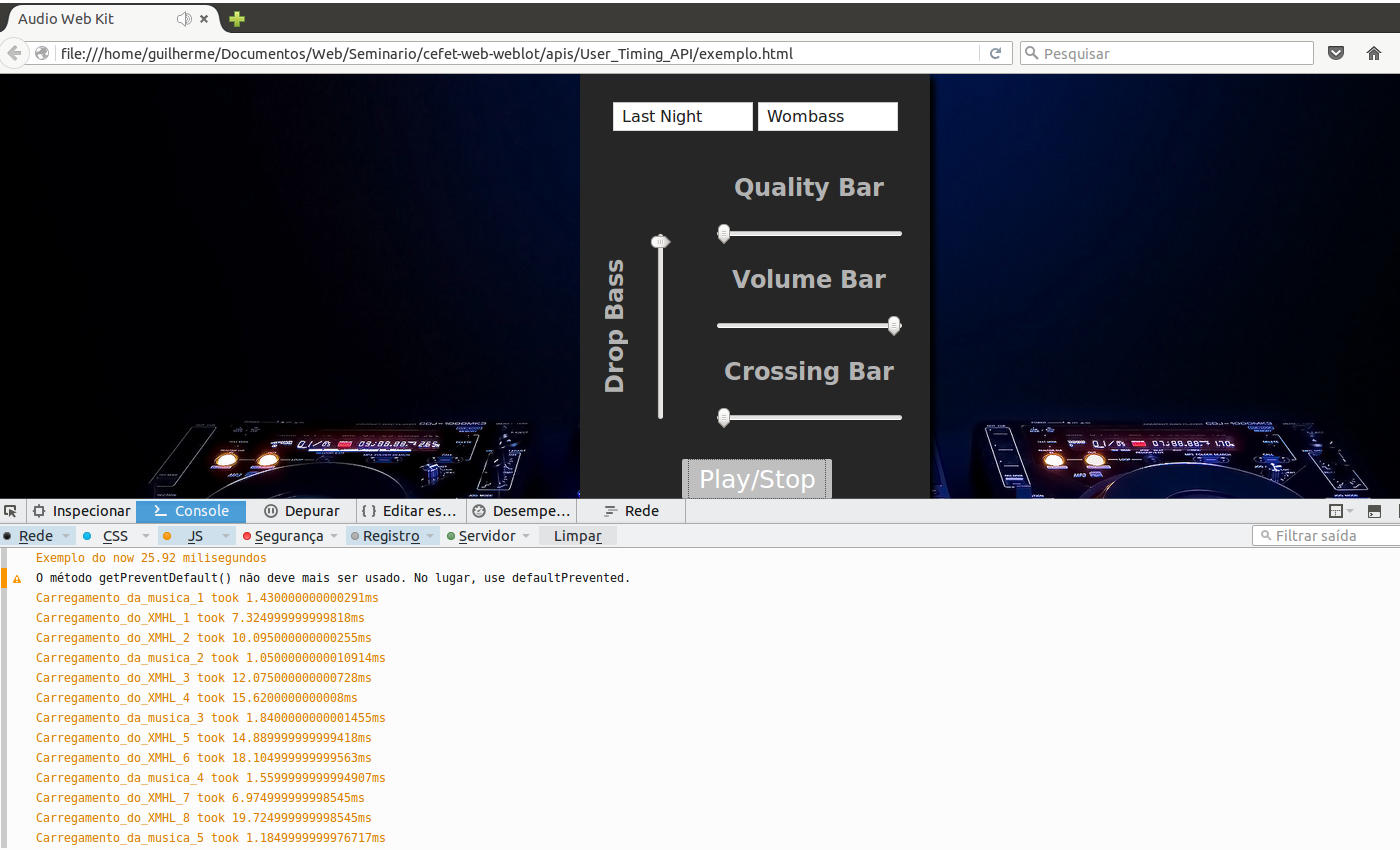 Audio Web Kit
file:///home/guilherme/Documentos/Web/Seminario/cefet-web-weblot/apis/User_Timing_API/exemplo.html
Pesquisar
Last Night Wombass
Quality Bar
Volume Bar
Drop Bass
Crossing Bar
Play/Stop
Inspecionar Console Depurar { } Editar es... Desempe... Rede
Rede CSS JS Segurança Registro Servidor Limpar Filtrar saída
Exemplo do now 25.92 milisegundos
O método getPreventDefault() não deve mais ser usado. No lugar, use defaultPrevented.
Carregamento_da_musica_1 took 1.430000000000291ms
Carregamento_do_XMHL_1 took 7.324999999999818ms
Carregamento_do_XMHL_2 took 10.095000000000255ms
Carregamento_da_musica_2 took 1.0500000000010914ms
Carregamento_do_XMHL_3 took 12.075000000000728ms
Carregamento_do_XMHL_4 took 15.6200000000008ms
Carregamento_da_musica_3 took 1.8400000000001455ms
Carregamento_do_XMHL_5 took 14.889999999999418ms
Carregamento_do_XMHL_6 took 18.104999999999563ms
Carregamento_da_musica_4 took 1.5599999999994907ms
Carregamento_do_XMHL_7 took 6.974999999998545ms
Carregamento_do_XMHL_8 took 19.724999999998545ms
Carregamento_da_musica_5 took 1.1849999999976717ms